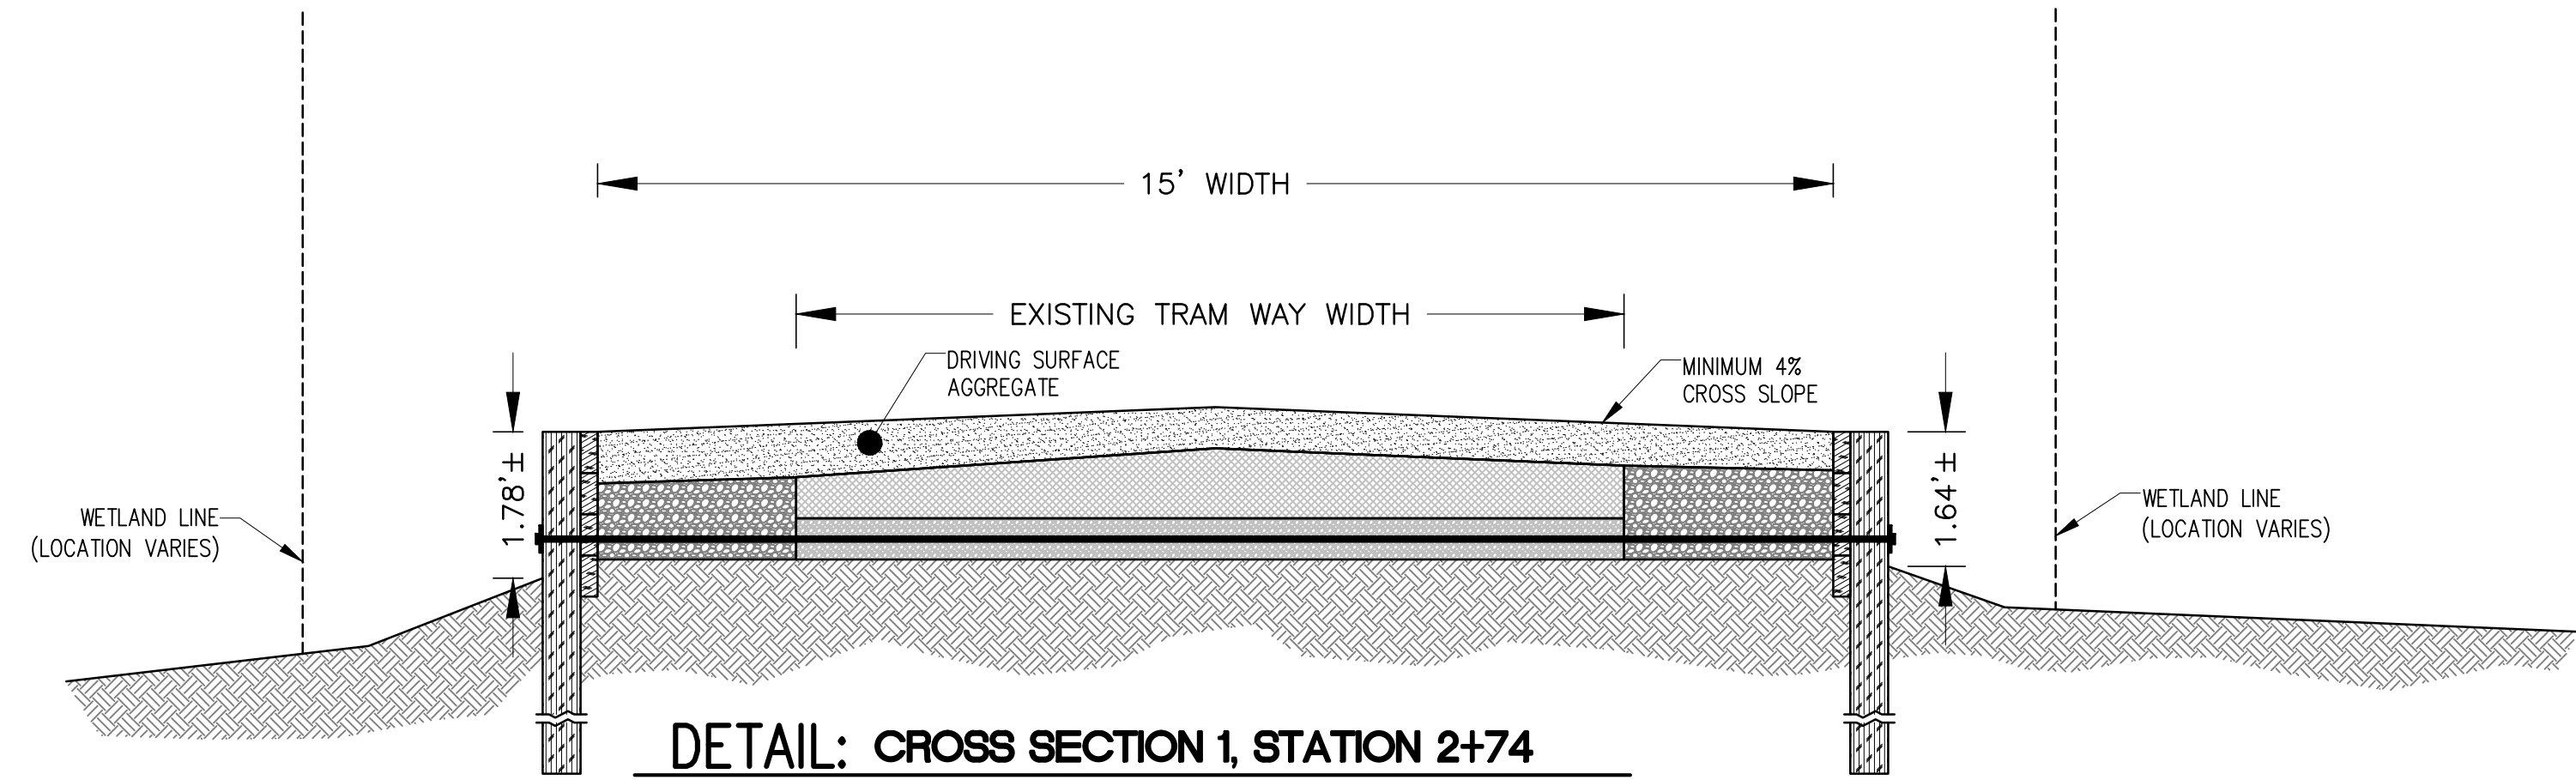 15' WIDTH
EXISTING TRAM WAY WIDTH
DRIVING SURFACE
AGGREGATE
MINIMUM 4%
CROSS SLOPE
1.78'±
1.64'±
WETLAND LINE
(LOCATION VARIES)
WETLAND LINE
(LOCATION VARIES)
DETAIL: CROSS SECTION 1, STATION 2+74